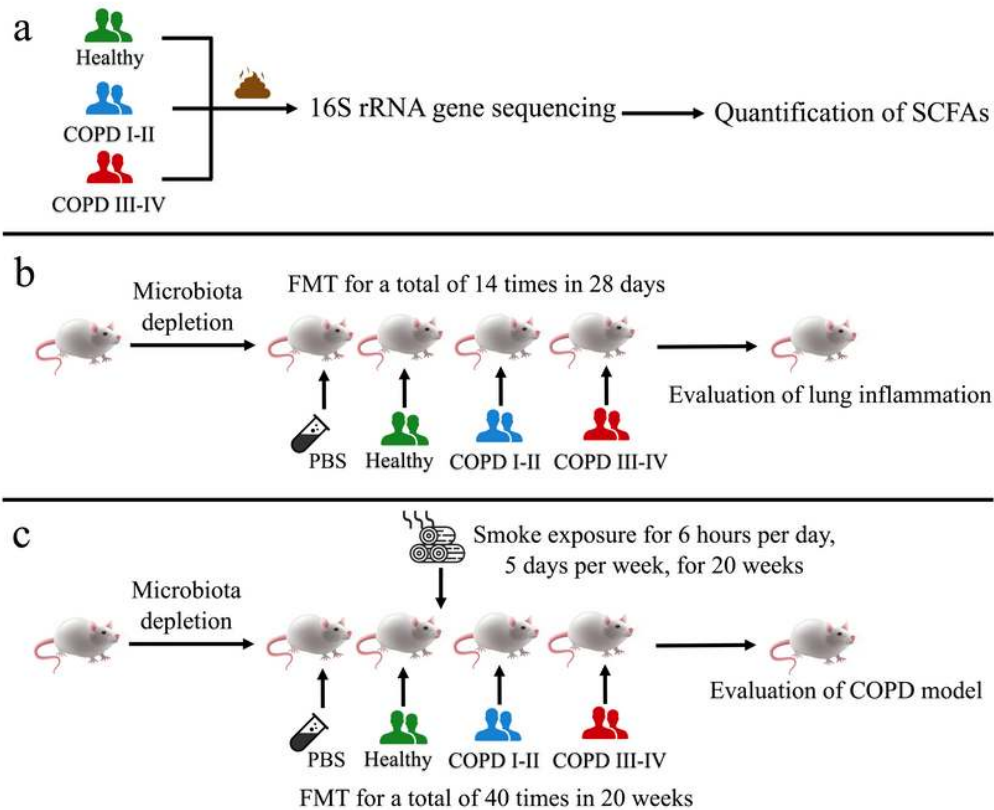 a
Healthy
COPD I-II
COPD III-IV
16S rRNA gene sequencing
Quantification of SCFAs
b
Microbiota
depletion
FMT for a total of 14 times in 28 days
PBS
Healthy
COPD I-II
COPD III-IV
Evaluation of lung inflammation
c
Smoke exposure for 6 hours per day,
5 days per week, for 20 weeks
Microbiota
depletion
PBS
Healthy
COPD I-II
COPD III-IV
Evaluation of COPD model
FMT for a total of 40 times in 20 weeks